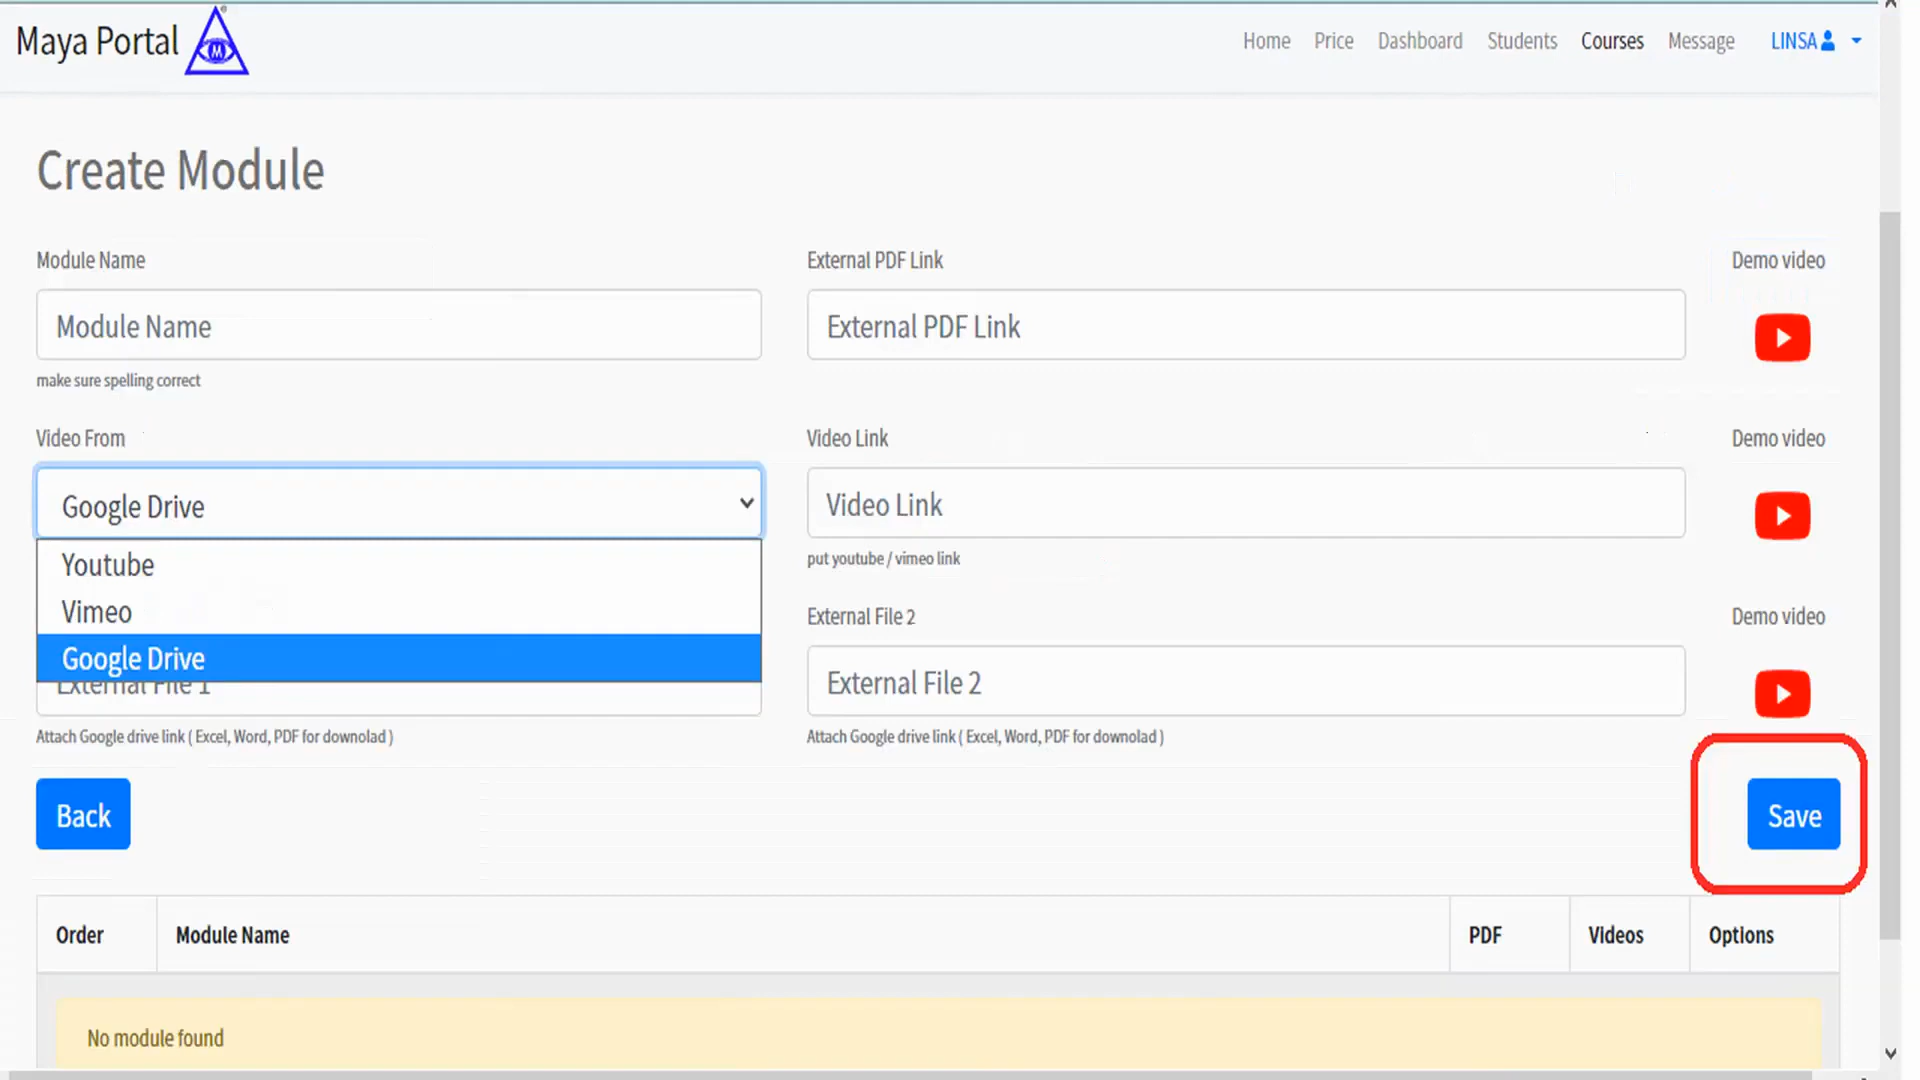 Maya Portal M Home Price Dashboard Students Courses Message LINSA
Create Module
Module Name External PDF Link Demo video
Module Name External PDF Link
make sure spelling correct
Video From Video Link Demo video
Google Drive Video Link
Youtube put youtube / vimeo link
Vimeo External File 2 Demo video
Google Drive
External File 1 External File 2
Attach Google drive link ( Excel, Word, PDF for downolad ) Attach Google drive link ( Excel, Word, PDF for downolad )
Back Save
Order Module Name PDF Videos Options
No module found